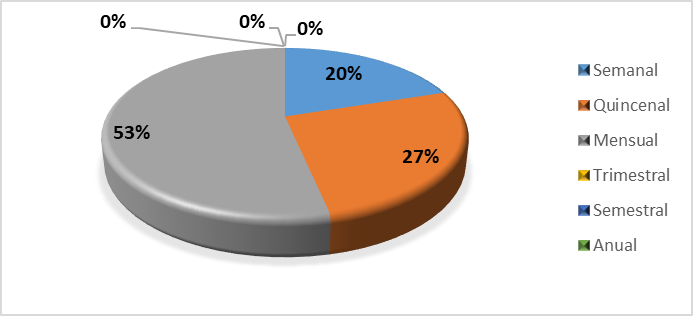 0%
0%
0%
20%
53%
27%
Semanal
Quincenal
Mensual
Trimestral
Semestral
Anual